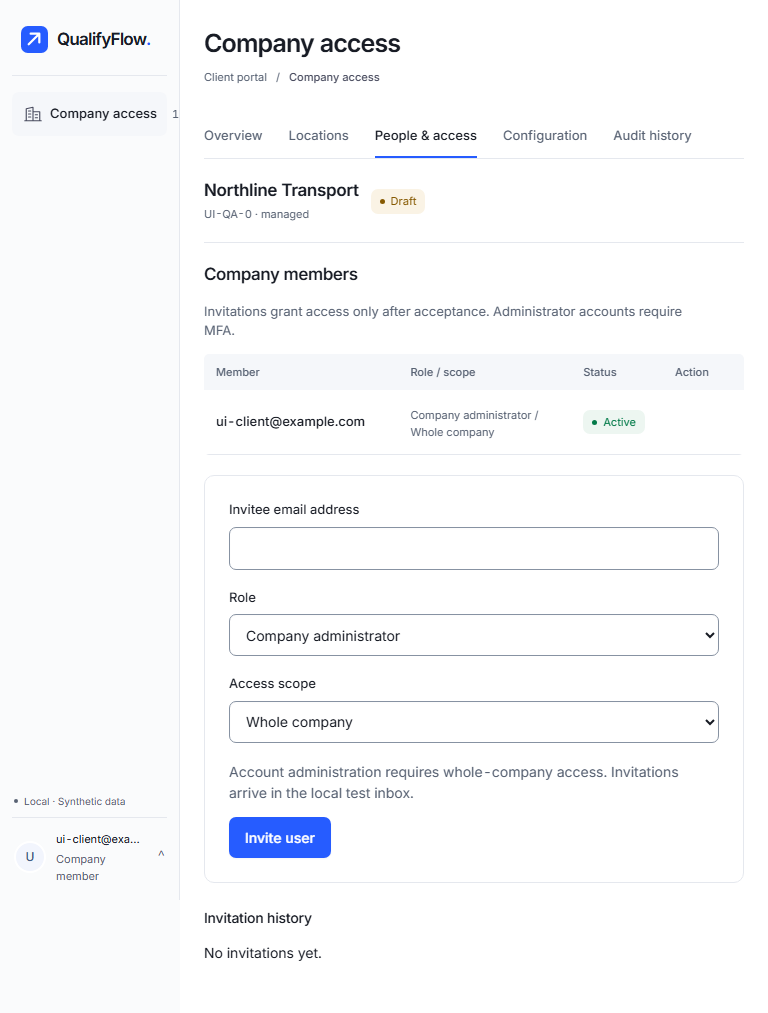 QualifyFlow.
Company access 1
Local · Synthetic data
U
ui-client@exa...
Company
member
^
Company access
Client portal / Company access
Overview Locations People & access Configuration Audit history
Northline Transport
UI-QA-0 · managed
Draft
Company members
Invitations grant access only after acceptance. Administrator accounts require
MFA.
Member Role / scope Status Action
ui-client@example.com
Company administrator /
Whole company
Active
Invitee email address
Role
Company administrator
Access scope
Whole company
Account administration requires whole-company access. Invitations
arrive in the local test inbox.
Invite user
Invitation history
No invitations yet.